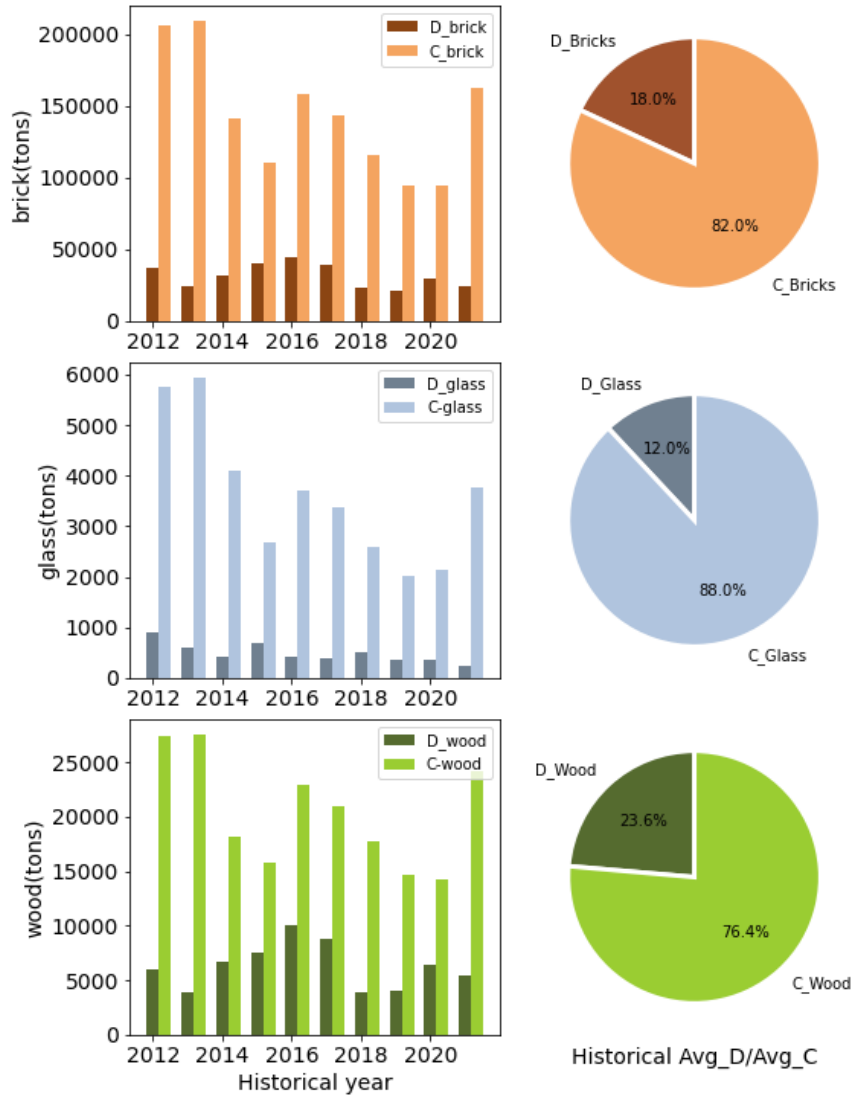 200000
150000
100000
50000
0
brick(tons)
D_brick
C_brick
2012 2014 2016 2018 2020
D_Bricks
18.0%
82.0%
C_Bricks
6000
5000
4000
3000
2000
1000
0
glass(tons)
D_glass
C-glass
2012 2014 2016 2018 2020
D_Glass
12.0%
88.0%
C_Glass
25000
20000
15000
10000
5000
0
wood(tons)
D_wood
C-wood
2012 2014 2016 2018 2020
Historical year
D_Wood
23.6%
76.4%
C_Wood
Historical Avg_D/Avg_C